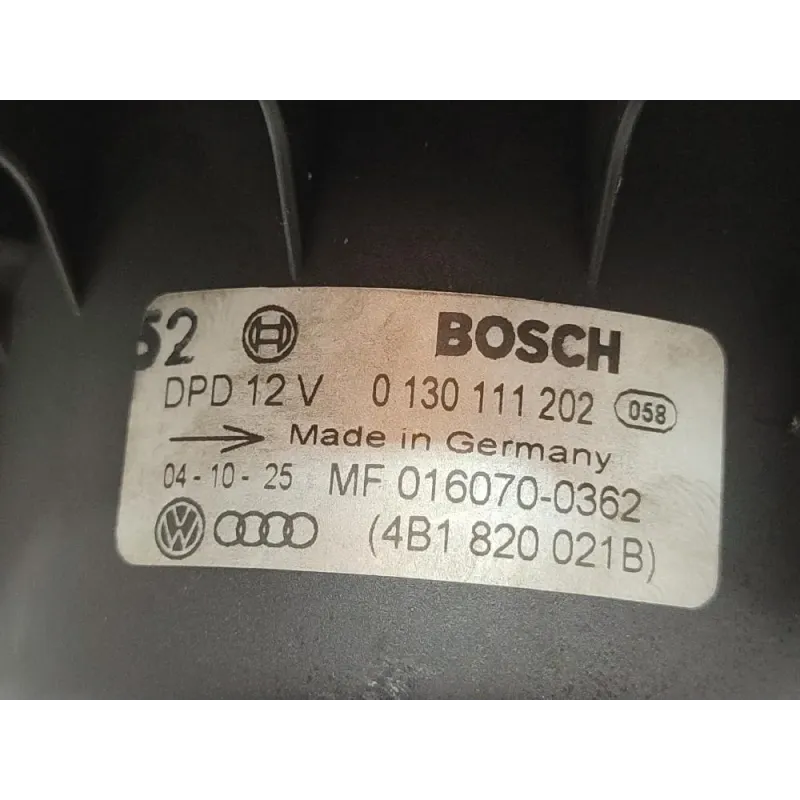 52 BOSCH
DPD 12 V 0 130 111 202 058
Made in Germany
04-10-25 MF 016070-0362
VW (4B1 820 021B)